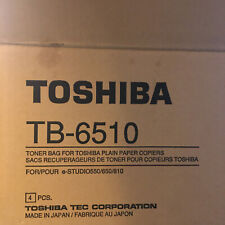 TOSHIBA
TB-6510
TONER BAG FOR TOSHIBA PLAIN PAPER COPIERS
SACS RECUPERAGEURS DE TONER POUR COPIEURS TOSHIBA
FOR/POUR e-STUDIO550/650/810
4 PCS.
TOSHIBA TEC CORPORATION
MADE IN JAPAN / FABRIQUE AU JAPON